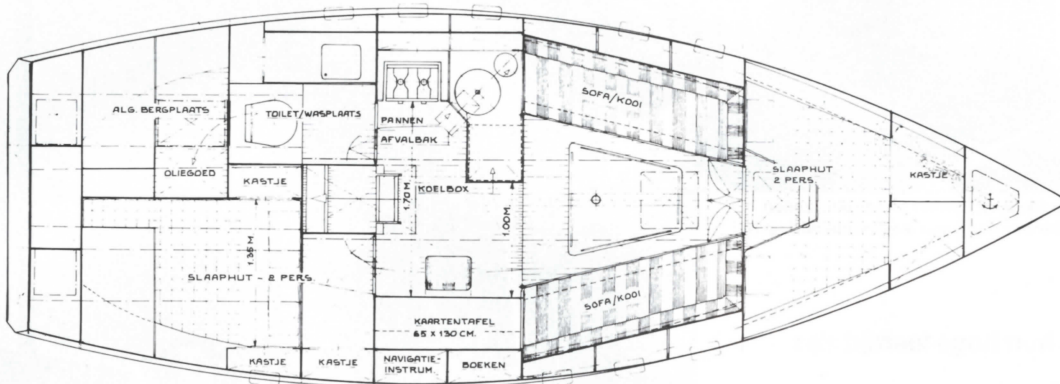 ALG. BERGPLAATS
TOILET/WASPLAATS
PANNEN
AFVALBAK
OLIEGOED
KASTJE
KOELBOX
1.70 M.
1.00 M.
SOFA/KOOI
SLAAPHUT
2 PERS.
KASTJE
1.35 M
SLAAPHUT - 2 PERS.
SOFA/KOOI
KAARTENTAFEL
65 X 130 CM.
KASTJE
KASTJE
NAVIGATIE-
INSTRUM.
BOEKEN